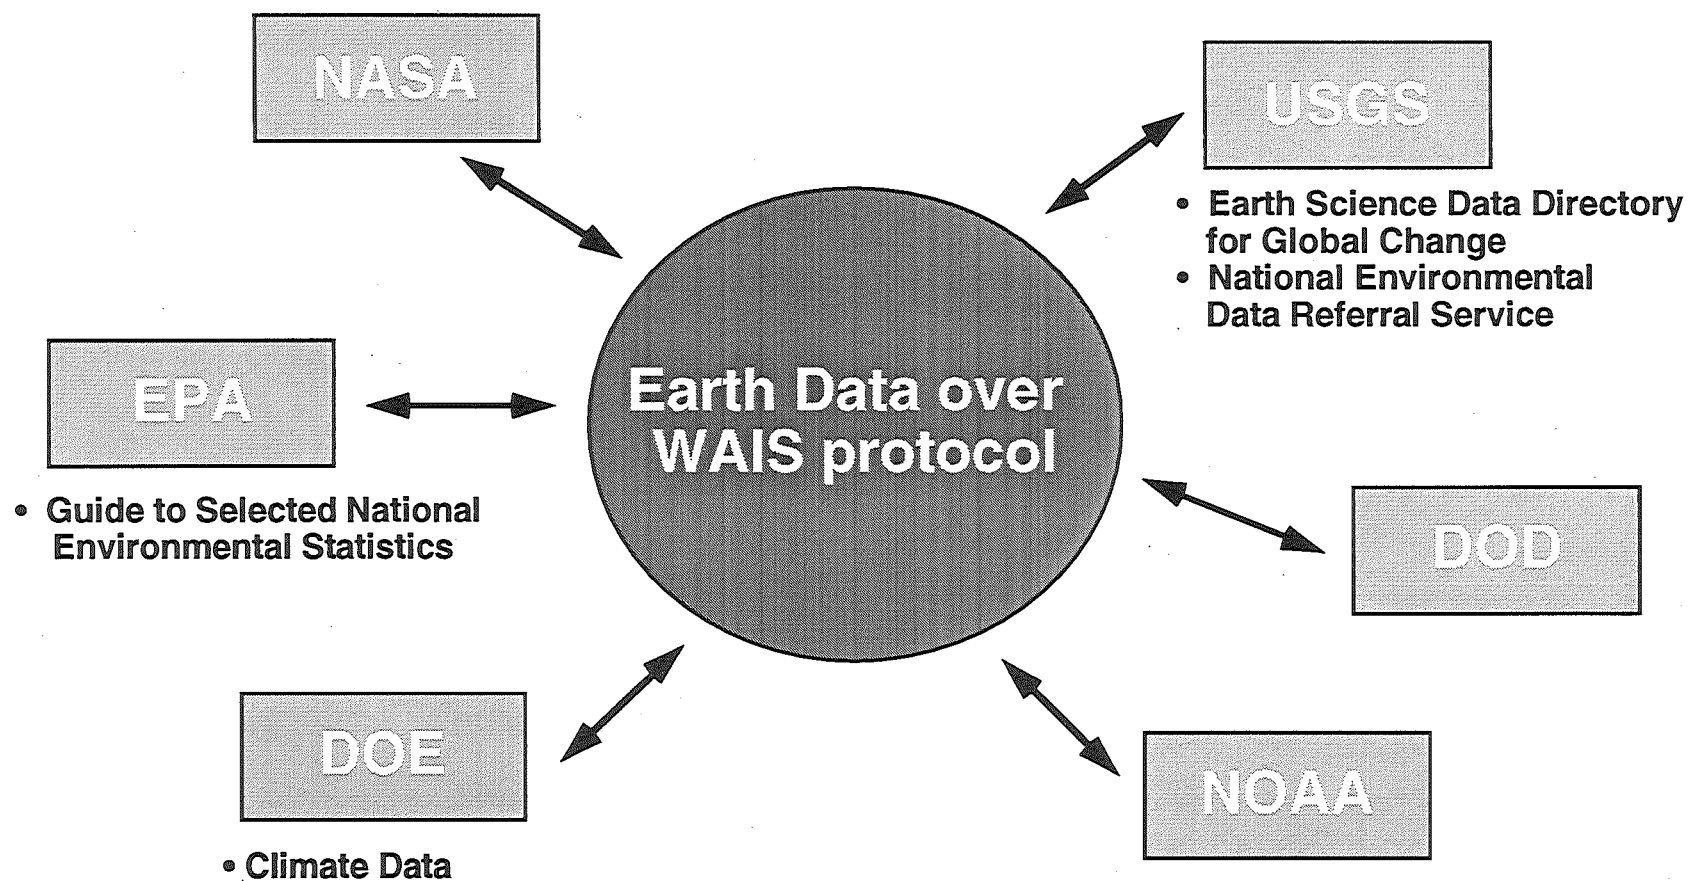 NASA
USGS
• Earth Science Data Directory
for Global Change
• National Environmental
Data Referral Service
EPA
• Guide to Selected National
Environmental Statistics
Earth Data over
WAIS protocol
DOD
DOE
• Climate Data
NOAA